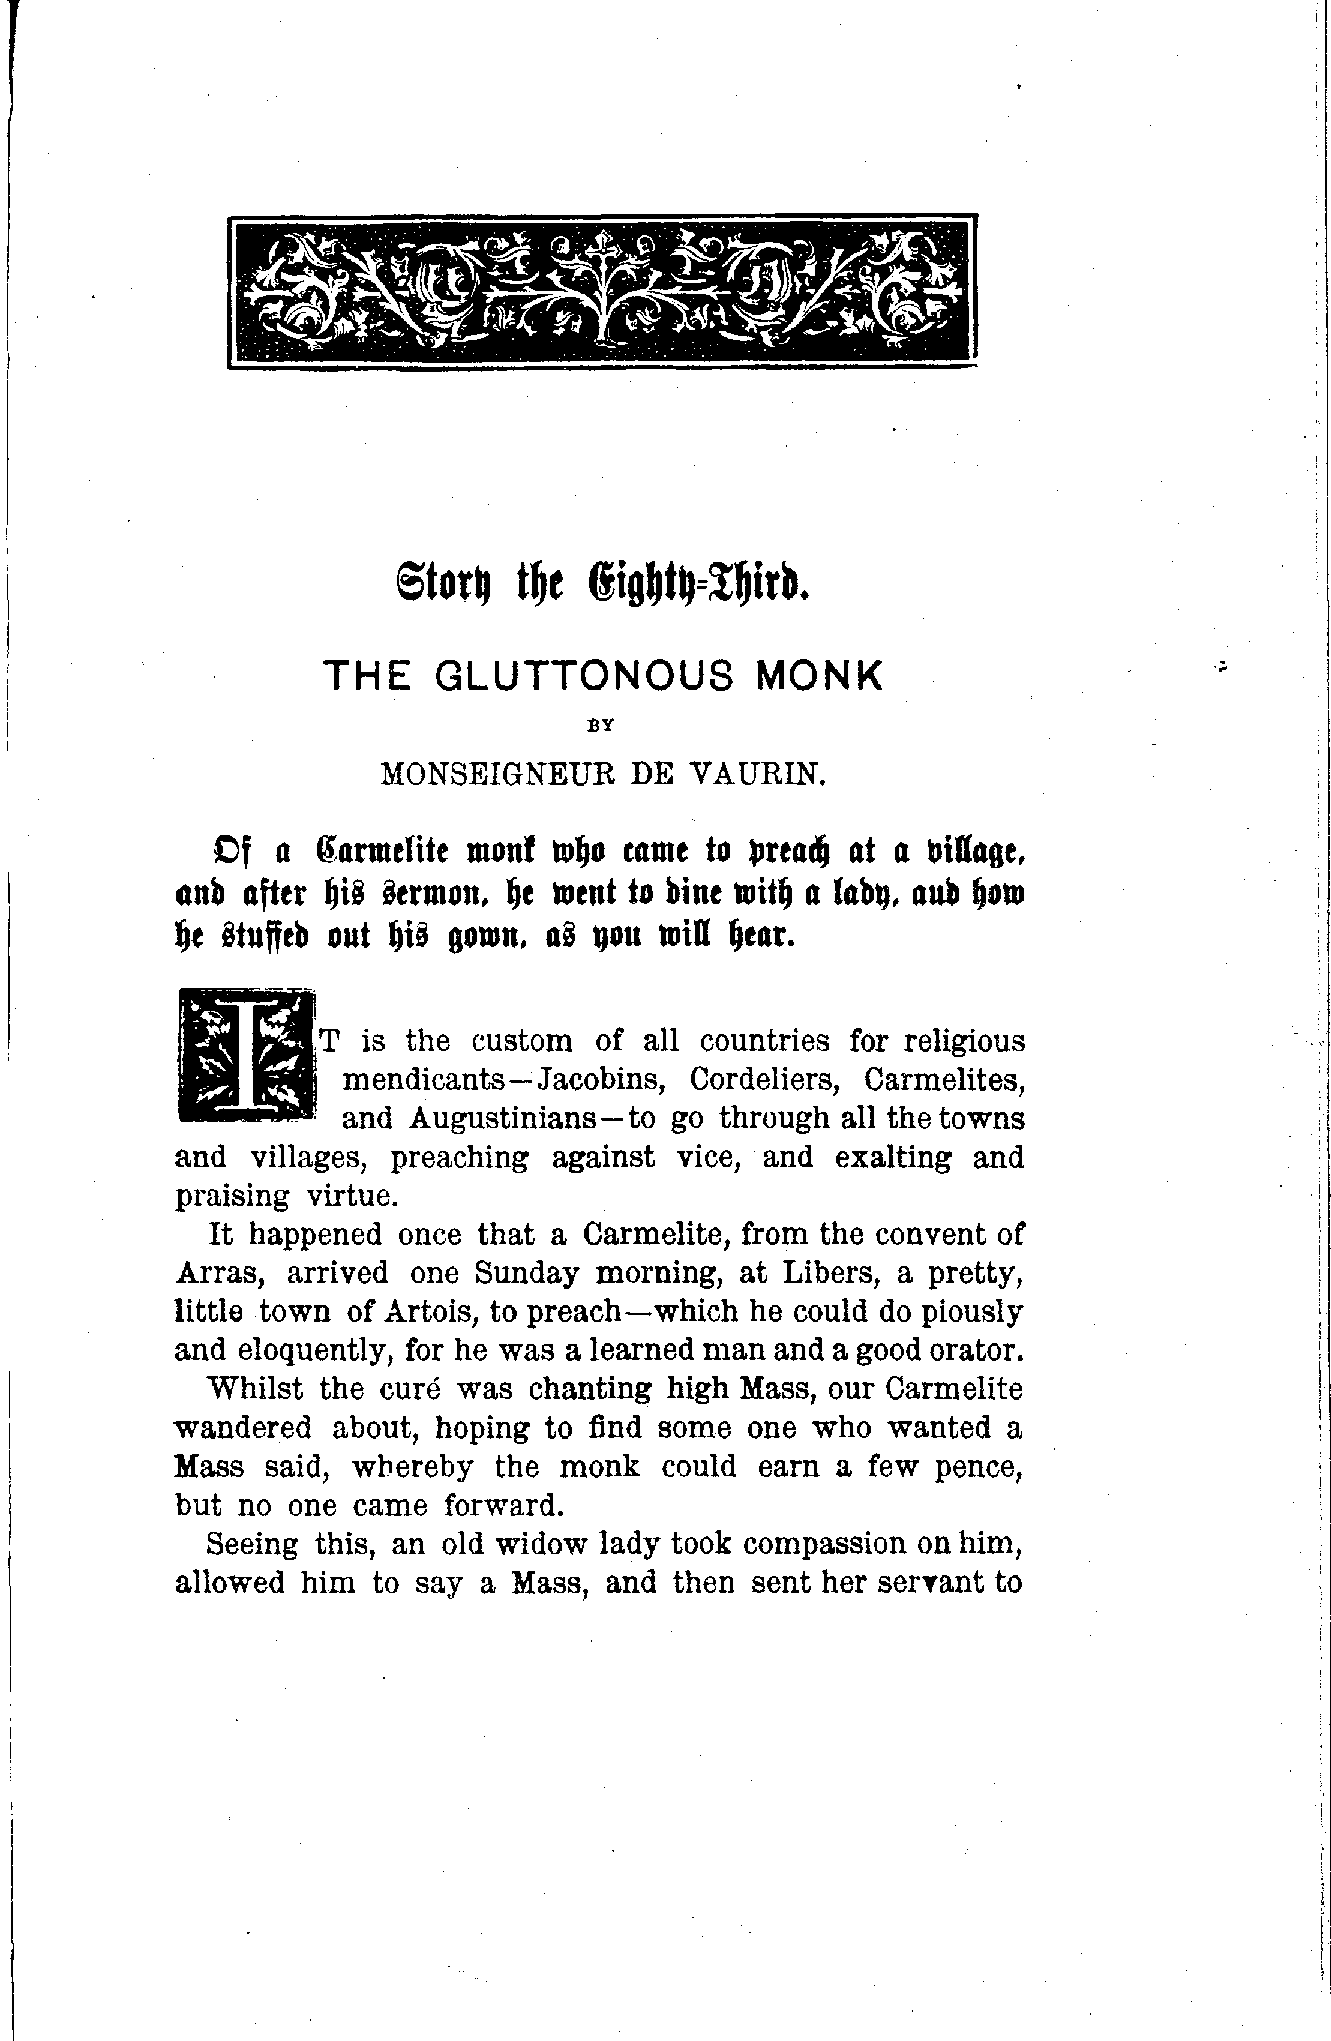 Story the Eighty-Third.
THE GLUTTONOUS MONK
BY
MONSEIGNEUR DE VAURIN.
Of a Carmelite monk who came to preach at a village,
and after his sermon, he went to dine with a lady, aub how
he stuffed out his gown, as you will hear.
IT is the custom of all countries for religious
mendicants—Jacobins, Cordeliers, Carmelites,
and Augustinians—to go through all the towns
and villages, preaching against vice, and exalting and
praising virtue.
It happened once that a Carmelite, from the convent of
Arras, arrived one Sunday morning, at Libers, a pretty,
little town of Artois, to preach—which he could do piously
and eloquently, for he was a learned man and a good orator.
Whilst the curé was chanting high Mass, our Carmelite
wandered about, hoping to find some one who wanted a
Mass said, whereby the monk could earn a few pence,
but no one came forward.
Seeing this, an old widow lady took compassion on him,
allowed him to say a Mass, and then sent her servant to